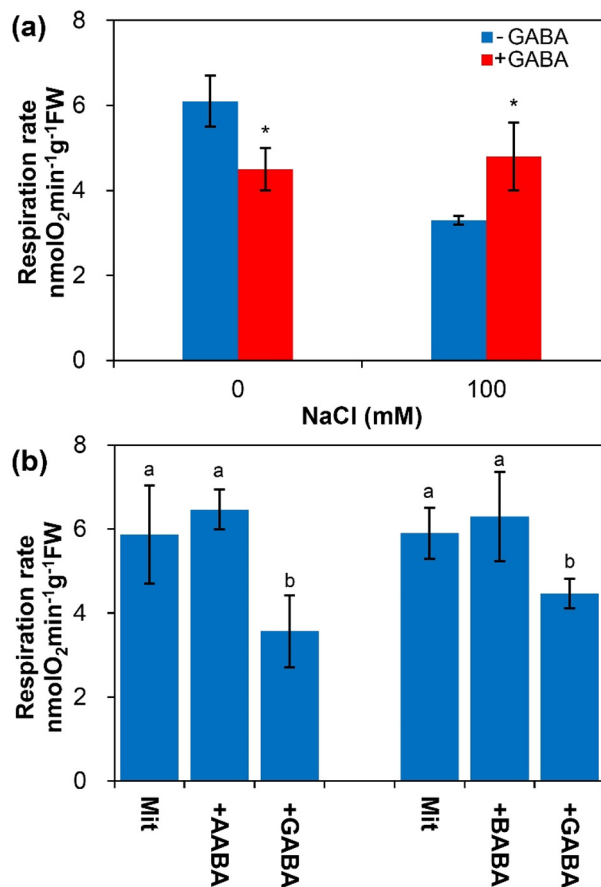 (a)
8
6
4
2
0
Respiration rate
nmolO₂min⁻¹g⁻¹FW
- GABA
+GABA
*
*
0
100
NaCl (mM)
(b)
8
6
4
2
0
Respiration rate
nmolO₂min⁻¹g⁻¹FW
a
a
b
a
a
b
Mit
+AABA
+GABA
Mit
+BABA
+GABA